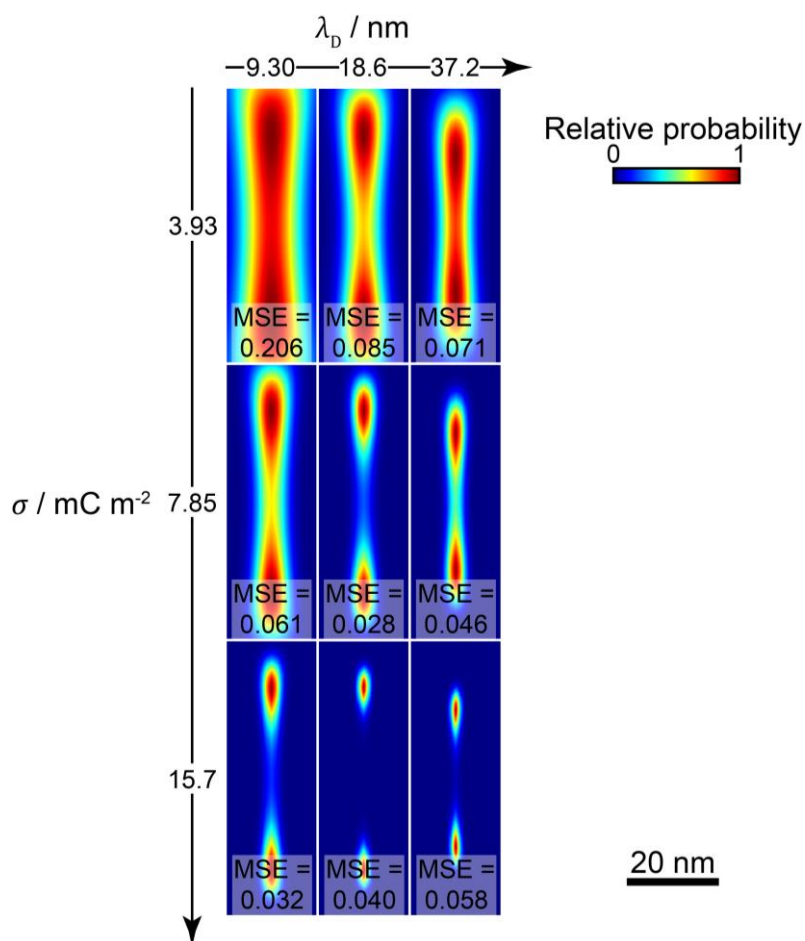 λD / nm
9.30 18.6 37.2
Relative probability
0 1
3.93
MSE = 0.206
MSE = 0.085
MSE = 0.071
σ / mC m⁻² 7.85
MSE = 0.061
MSE = 0.028
MSE = 0.046
15.7
MSE = 0.032
MSE = 0.040
MSE = 0.058
20 nm